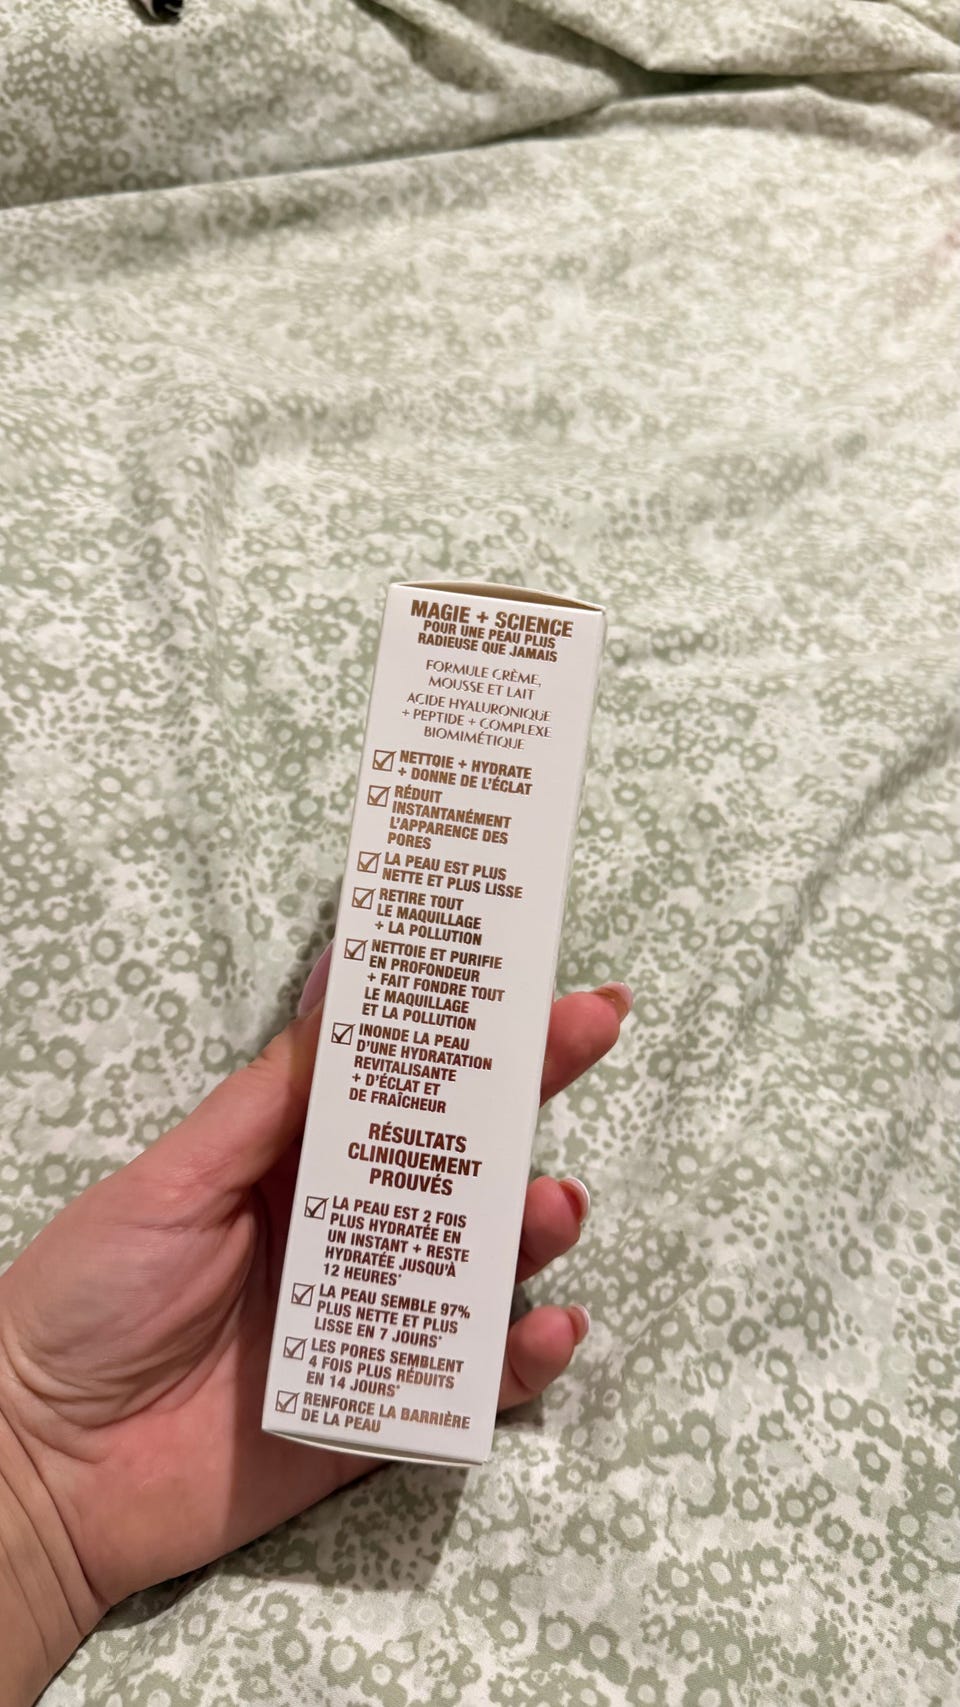 MAGIE + SCIENCE
POUR UNE PEAU PLUS
RADIEUSE QUE JAMAIS
FORMULE CRÈME,
MOUSSE ET LAIT
ACIDE HYALURONIQUE
+ PEPTIDE + COMPLEXE
BIOMIMÉTIQUE
NETTOIE + HYDRATE
+ DONNE DE L'ÉCLAT
RÉDUIT
INSTANTANÉMENT
L'APPARENCE DES
PORES
LA PEAU EST PLUS
NETTE ET PLUS LISSE
RETIRE TOUT
LE MAQUILLAGE
+ LA POLLUTION
NETTOIE ET PURIFIE
EN PROFONDEUR
+ FAIT FONDRE TOUT
LE MAQUILLAGE
ET LA POLLUTION
INONDE LA PEAU
D'UNE HYDRATATION
REVITALISANTE
+ D'ÉCLAT ET
DE FRAÎCHEUR
RÉSULTATS
CLINIQUEMENT
PROUVÉS
LA PEAU EST 2 FOIS
PLUS HYDRATÉE EN
UN INSTANT + RESTE
HYDRATÉE JUSQU'À
12 HEURES*
LA PEAU SEMBLE 97%
PLUS NETTE ET PLUS
LISSE EN 7 JOURS*
LES PORES SEMBLENT
4 FOIS PLUS RÉDUITS
EN 14 JOURS*
RENFORCE LA BARRIÈRE
DE LA PEAU